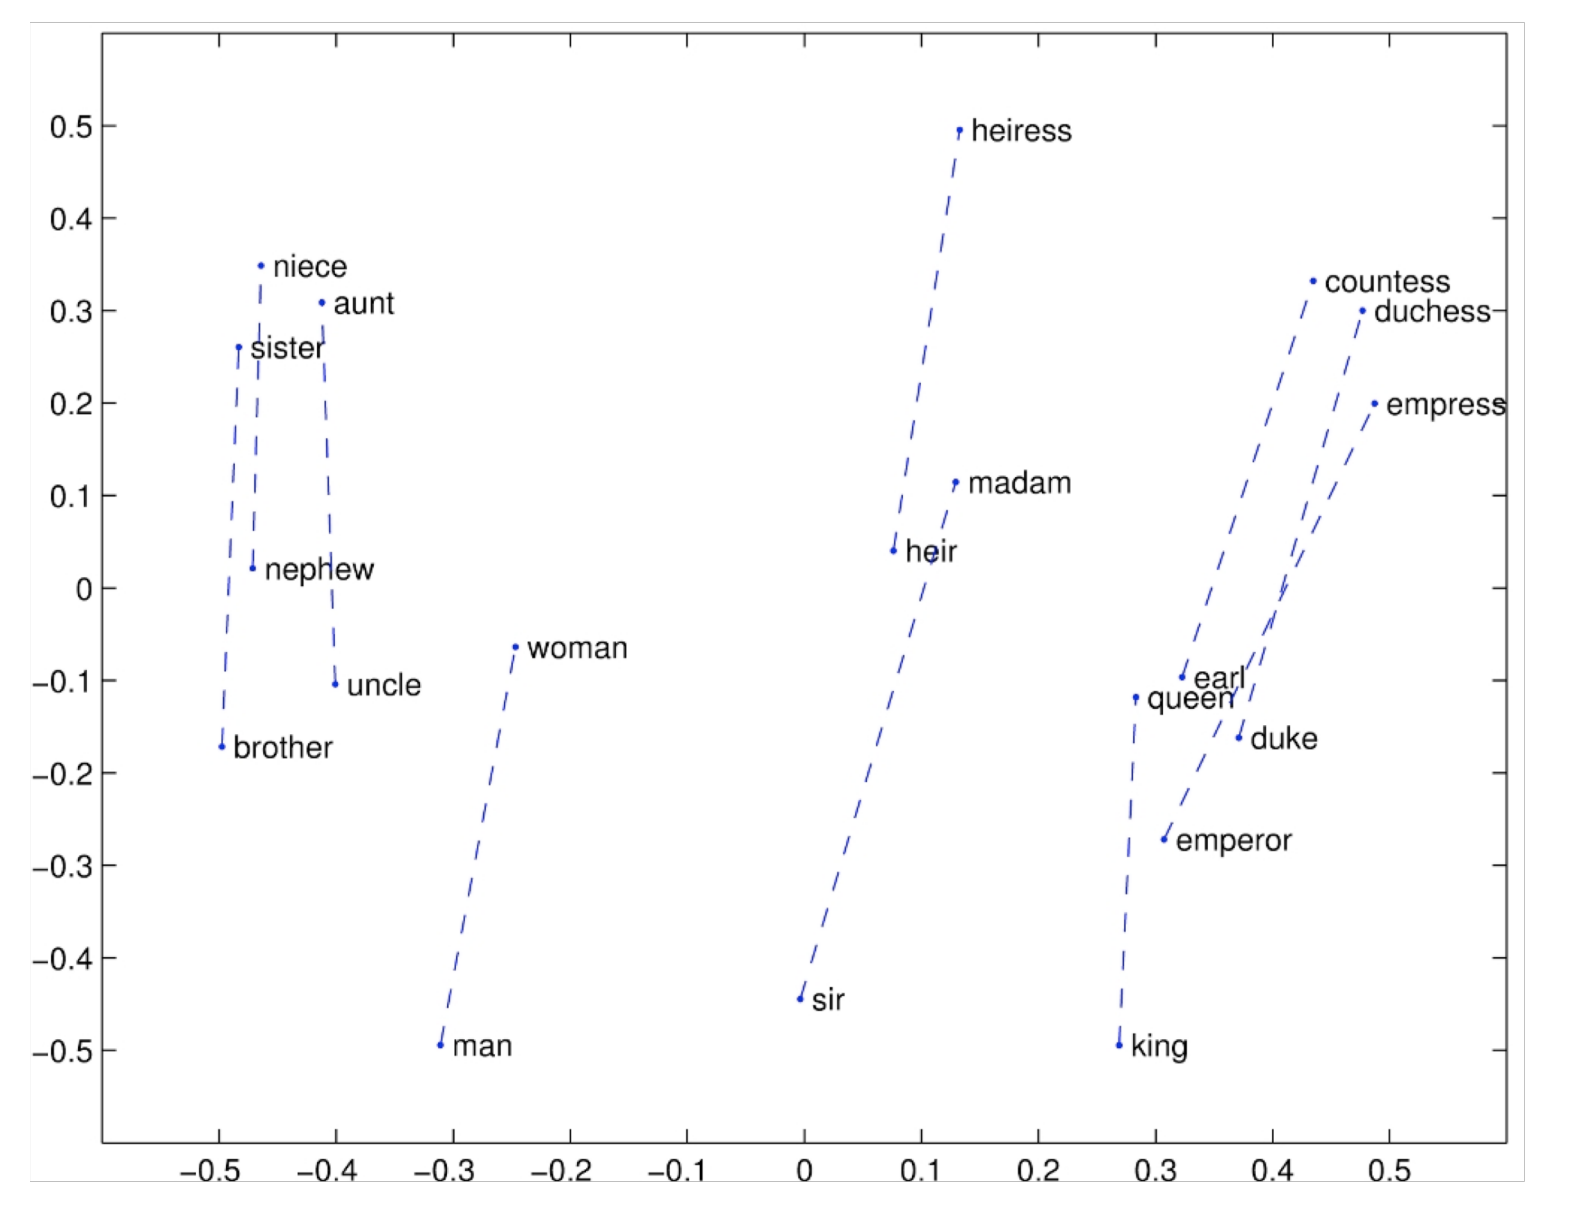 0.5
heiress
0.4
niece
aunt
countess
0.3
duchess
sister
0.2
empress
0.1
madam
heir
nephew
0
woman
earl
−0.1
uncle
queen
brother
duke
−0.2
emperor
−0.3
−0.4
sir
−0.5
man
king
−0.5 −0.4 −0.3 −0.2 −0.1 0 0.1 0.2 0.3 0.4 0.5